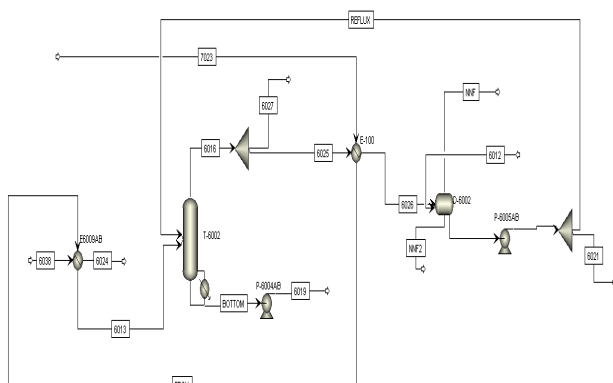 REFLUX
7023
6027
NNF
6016
E-100
6025
6012
6026
D-6002
P-6005AB
E6009AB
T-6002
NNF2
6021
6038
6024
P-6004AB
6019
BOTTOM
6013